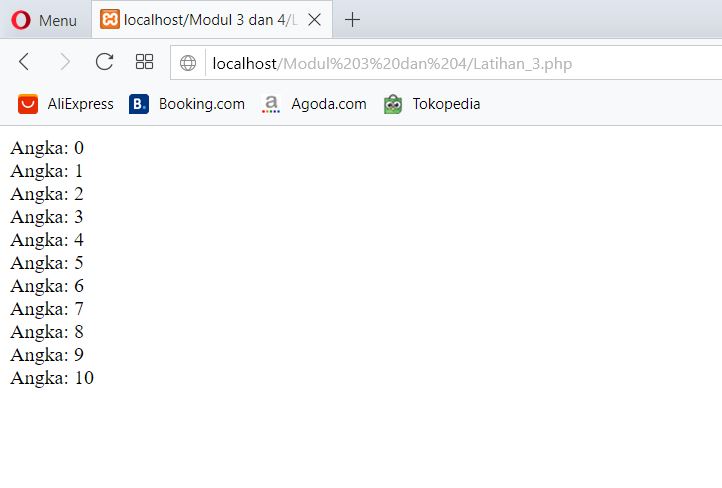 Menu
localhost/Modul 3 dan 4/L
localhost/Modul%203%20dan%204/Latihan_3.php
AliExpress B. Booking.com a Agoda.com Tokopedia
Angka: 0
Angka: 1
Angka: 2
Angka: 3
Angka: 4
Angka: 5
Angka: 6
Angka: 7
Angka: 8
Angka: 9
Angka: 10